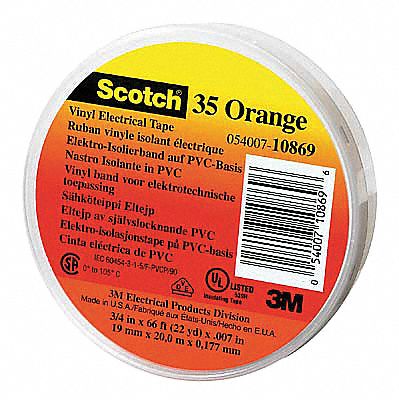 Scotch 35 Orange
054007-10869
Vinyl Electrical Tape
Ruban vinyle isolant électrique
Elektro-Isolierband auf PVC-Basis
Nastro Isolante in PVC
Vinyl band voor elektrotechnische
toepassing
Sähköteippi Eltejp
Eltejp av självslocknande PVC
Elektro-Isolasjonstape på PVC-basis
Cinta eléctrica de PVC
IEC 60454-3-1-5/F-PVCP/90
0° to 105° C
UL LISTED
Insulating Tape
3M
6
54007 10869
0
3M Electrical Products Division
Made in U.S.A./Fabriqué aux États-Unis/Hecho en E.U.A.
3/4 in x 66 ft (22 yd) x .007 in
19 mm x 20,0 m x 0,177 mm